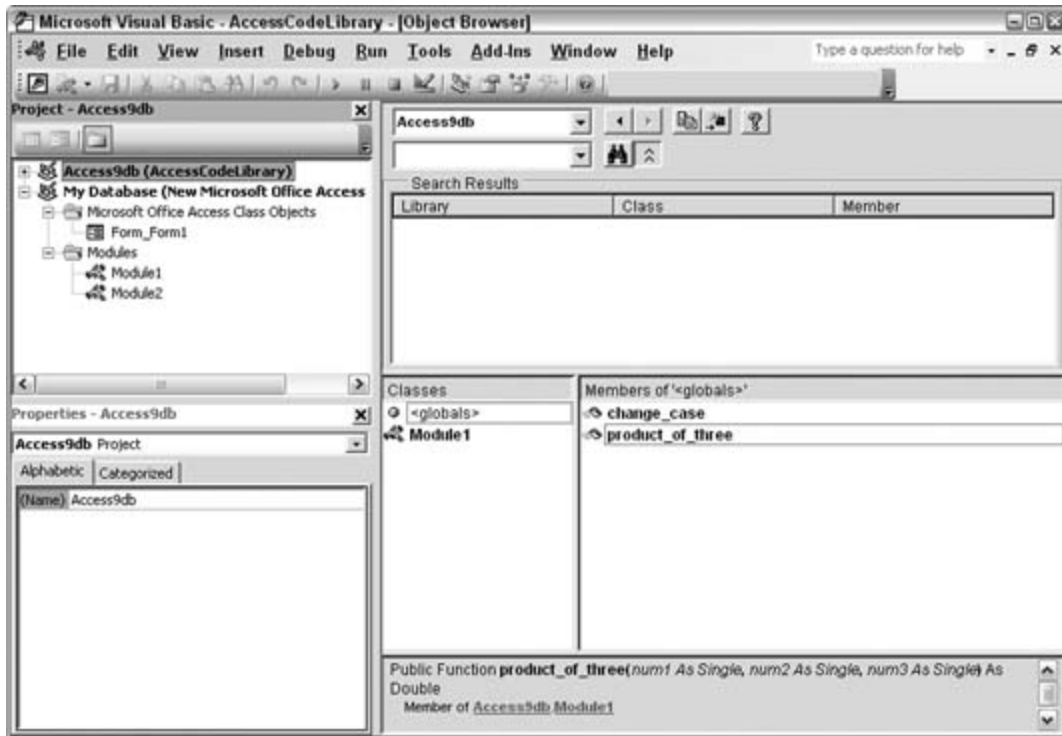 Microsoft Visual Basic - AccessCodeLibrary - [Object Browser]
File Edit View Insert Debug Run Tools Add-Ins Window Help
Type a question for help
Project - Access9db
Access9db (AccessCodeLibrary)
My Database (New Microsoft Office Access
Microsoft Office Access Class Objects
Form_Form1
Modules
Module1
Module2
Properties - Access9db
Access9db Project
Alphabetic Categorized
(Name) Access9db
Access9db
Search Results
Library Class Member
Classes
<globals>
Module1
Members of '<globals>'
change_case
product_of_three
Public Function product_of_three(num1 As Single, num2 As Single, num3 As Single) As
Double
Member of Access9db.Module1